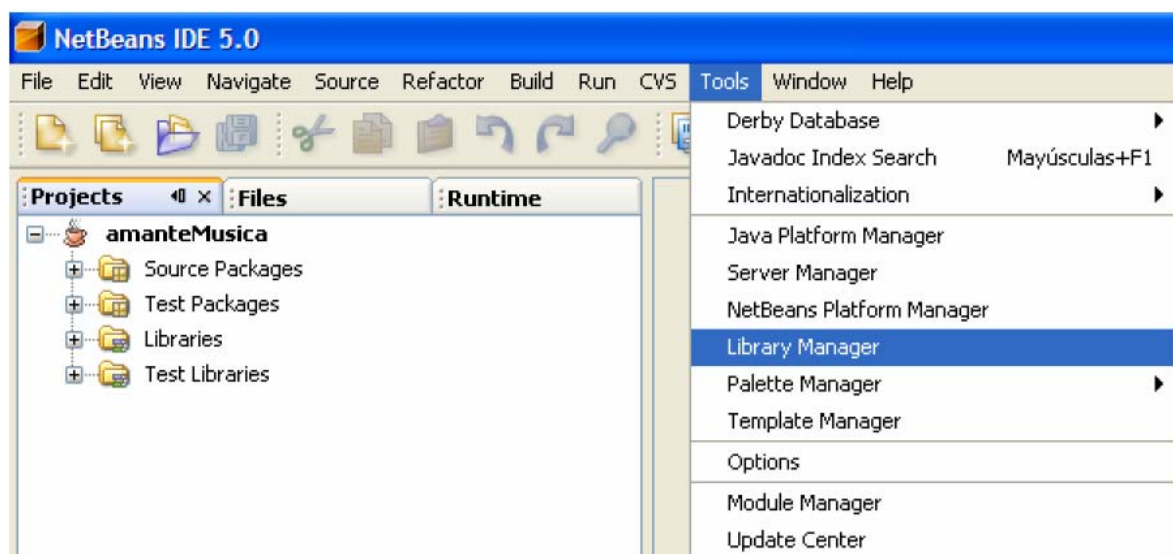 NetBeans IDE 5.0
File Edit View Navigate Source Refactor Build Run CVS Tools Window Help
Projects Files Runtime
amanteMusica
Source Packages
Test Packages
Libraries
Test Libraries
Derby Database
Javadoc Index Search Mayúsculas+F1
Internationalization
Java Platform Manager
Server Manager
NetBeans Platform Manager
Library Manager
Palette Manager
Template Manager
Options
Module Manager
Update Center